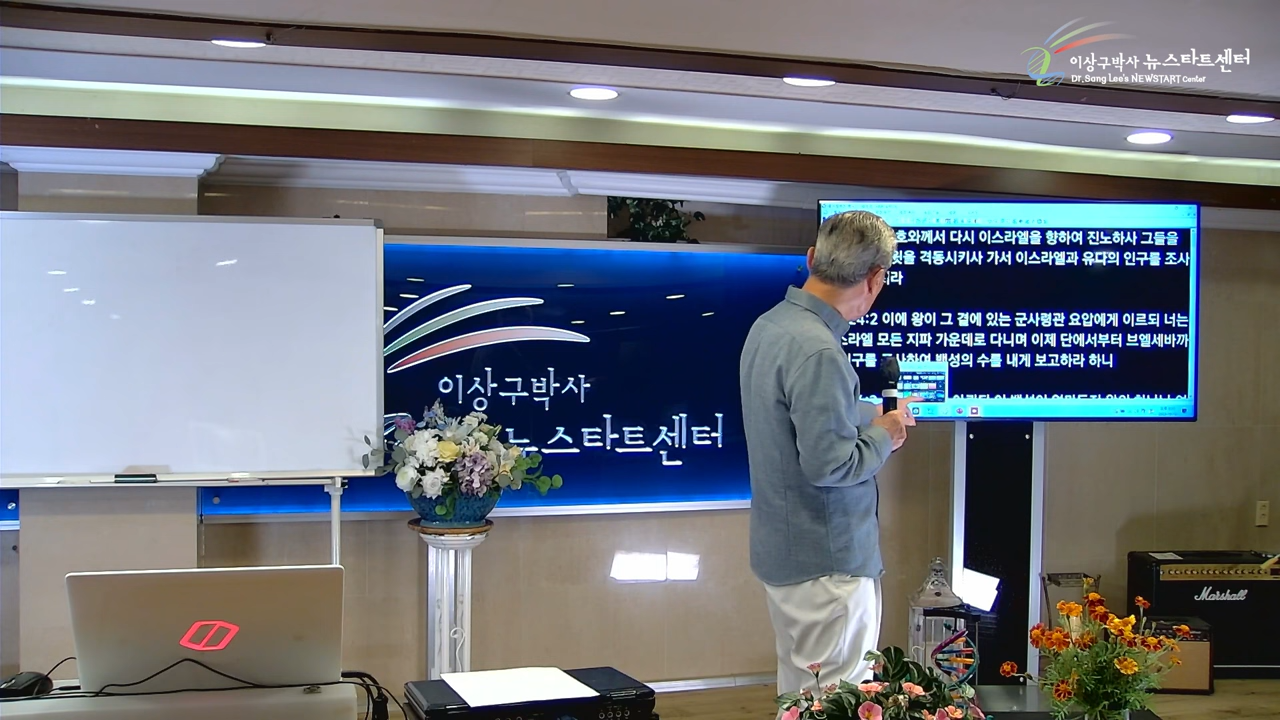 이상구박사 뉴스타트센터
Dr. Sang Lee's NEWSTART Center
호와께서 다시 이스라엘을 향하여 진노하사 그들을
격동시키사 가서 이스라엘과 유다의 인구를 조사
24:2 이에 왕이 그 곁에 있는 군사령관 요압에게 이르되 너는
스라엘 모든 지파 가운데로 다니며 이제 단에서부터 브엘세바까
백성의 수를 내게 보고하라 하니
이상구박사
뉴스타트센터
Marshall